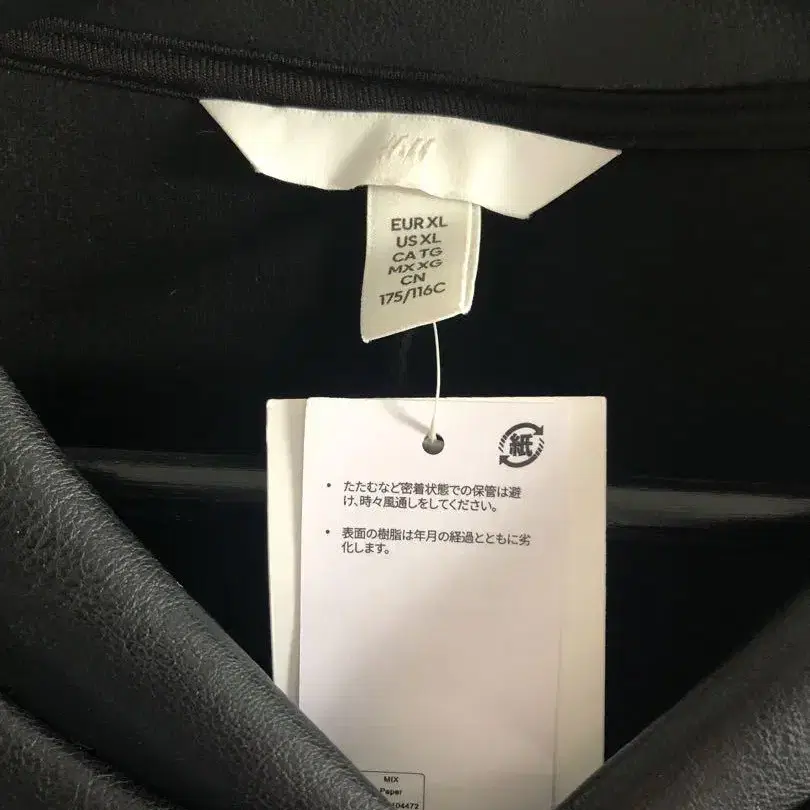 H&M
EUR XL
US XL
CA TG
MX XG
CN
175/116C
紙
• たたむなど密着状態での保管は避
け、時々風通しをしてください。
• 表面の樹脂は年月の経過とともに劣
化します。
MIX
Paper